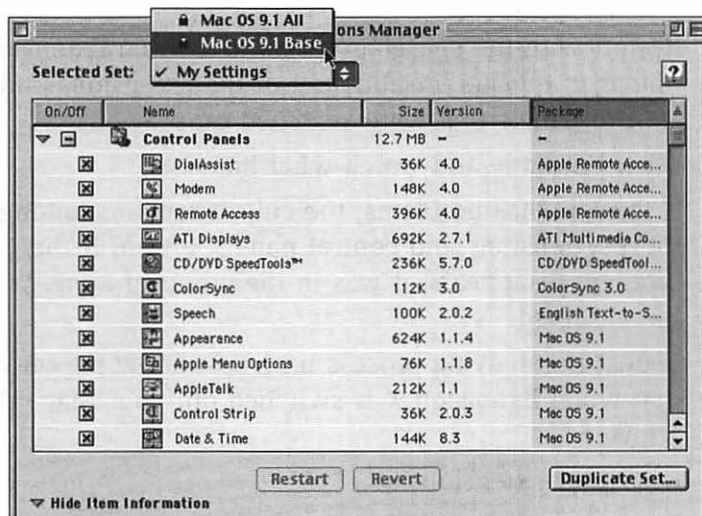 Mac OS 9.1 All
ons Manager
Mac OS 9.1 Base
Selected Set: ✓ My Settings ?
On/Off Name Size Version Package
Control Panels 12.7 MB – –
DialAssist 36K 4.0 Apple Remote Acce...
Modem 148K 4.0 Apple Remote Acce...
Remote Access 396K 4.0 Apple Remote Acce...
ATI Displays 692K 2.7.1 ATI Multimedia Co...
CD/DVD SpeedTools™ 236K 5.7.0 CD/DVD SpeedTool...
ColorSync 112K 3.0 ColorSync 3.0
Speech 100K 2.0.2 English Text-to-S...
Appearance 624K 1.1.4 Mac OS 9.1
Apple Menu Options 76K 1.1.8 Mac OS 9.1
AppleTalk 212K 1.1 Mac OS 9.1
Control Strip 36K 2.0.3 Mac OS 9.1
Date & Time 144K 8.3 Mac OS 9.1
Restart Revert Duplicate Set...
Hide Item Information